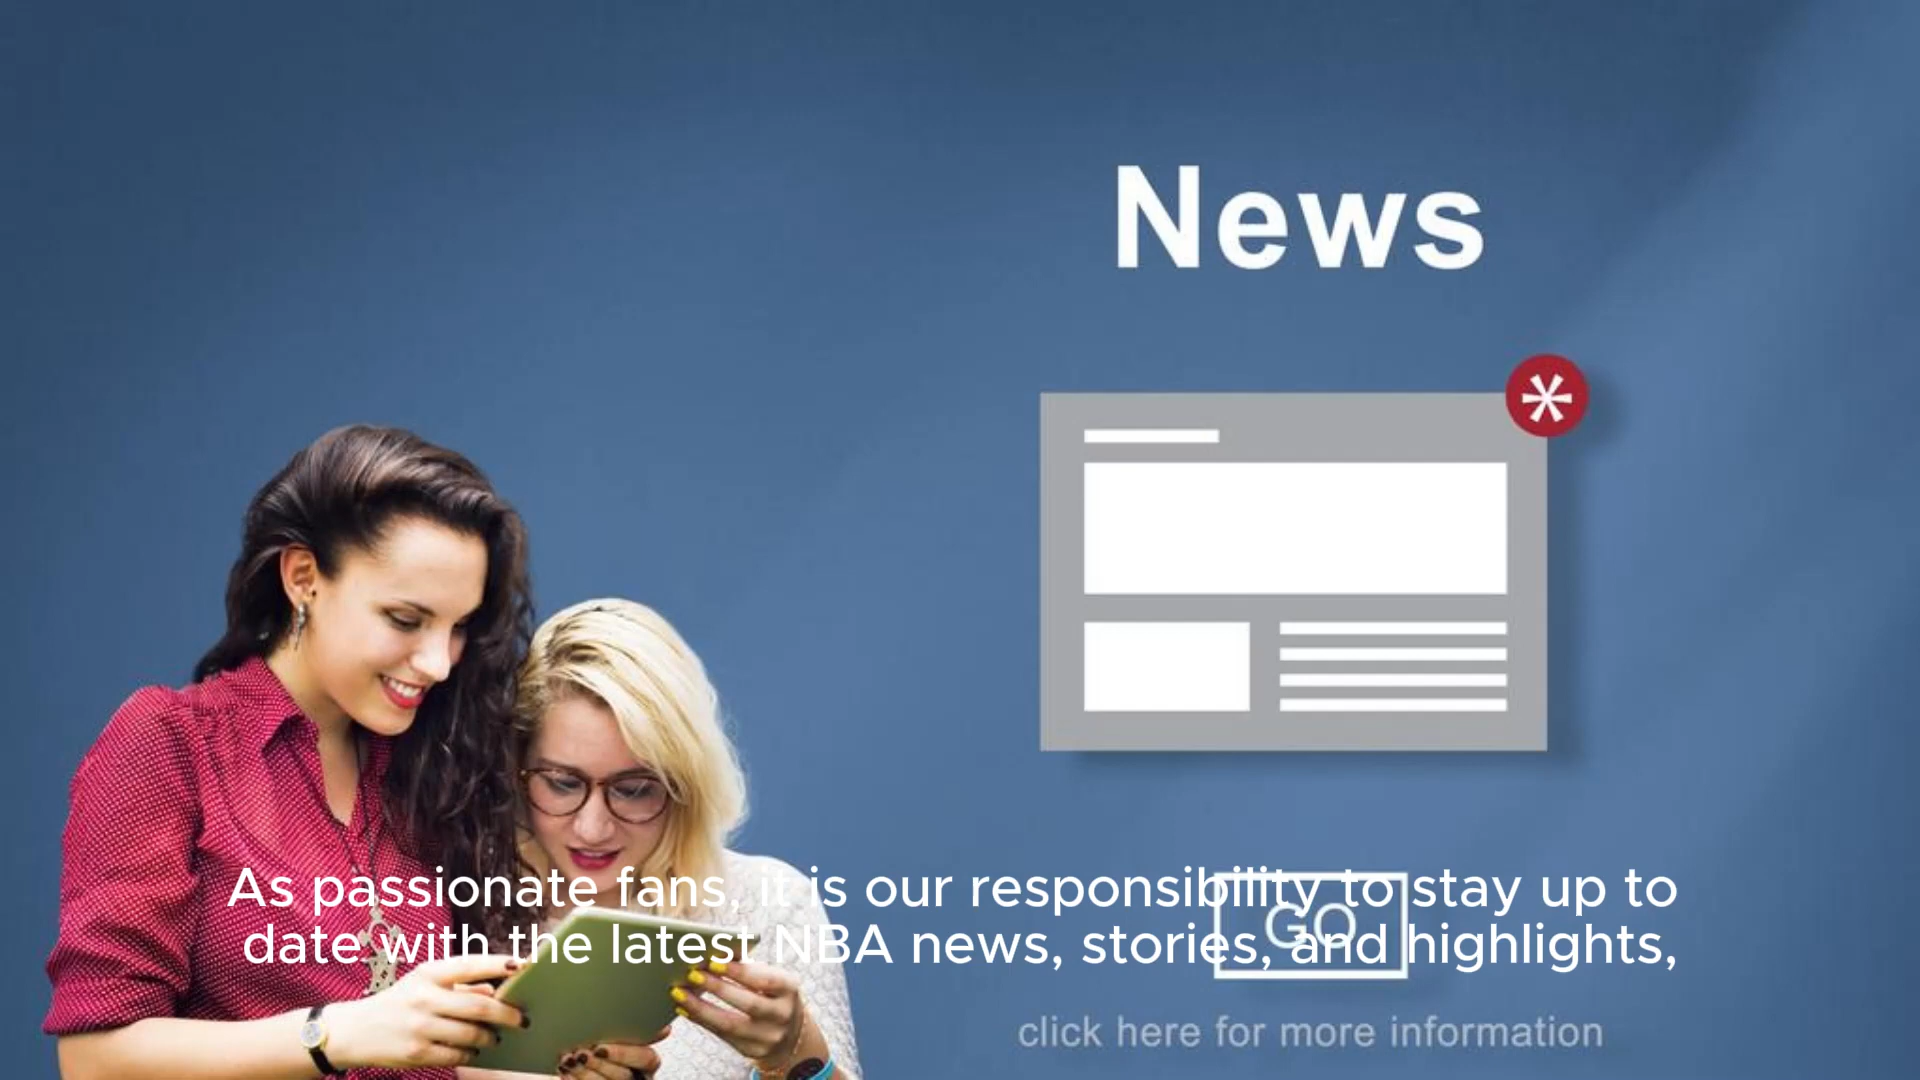 News
*
As passionate fans, it is our responsibility to stay up to
GO
date with the latest NBA news, stories, and highlights,
click here for more information